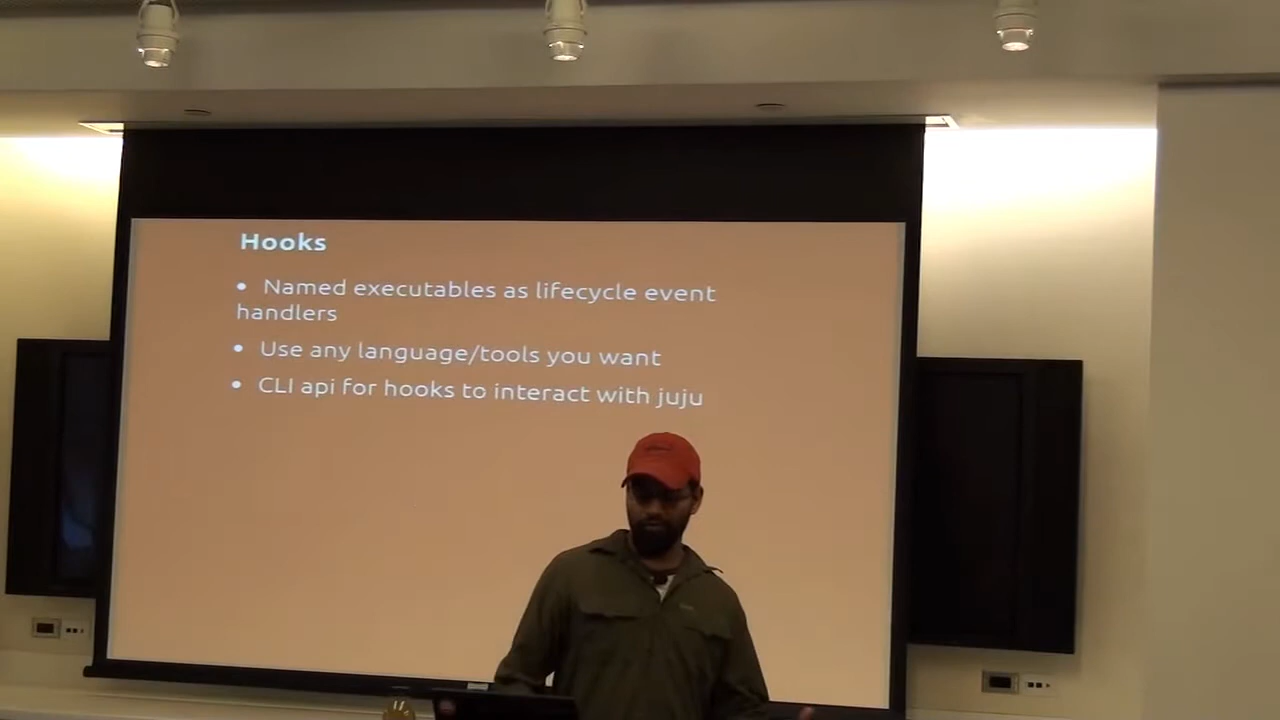 Hooks
• Named executables as lifecycle event
handlers
• Use any language/tools you want
• CLI api for hooks to interact with juju